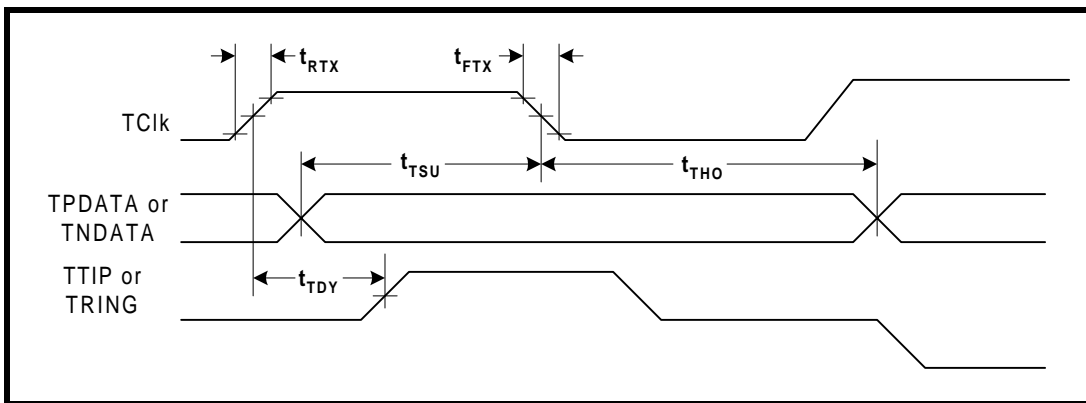 tRTX
tFTX
TClk
tTSU
tTHO
TPDATA or
TNDATA
TTIP or
TRING
tTDY